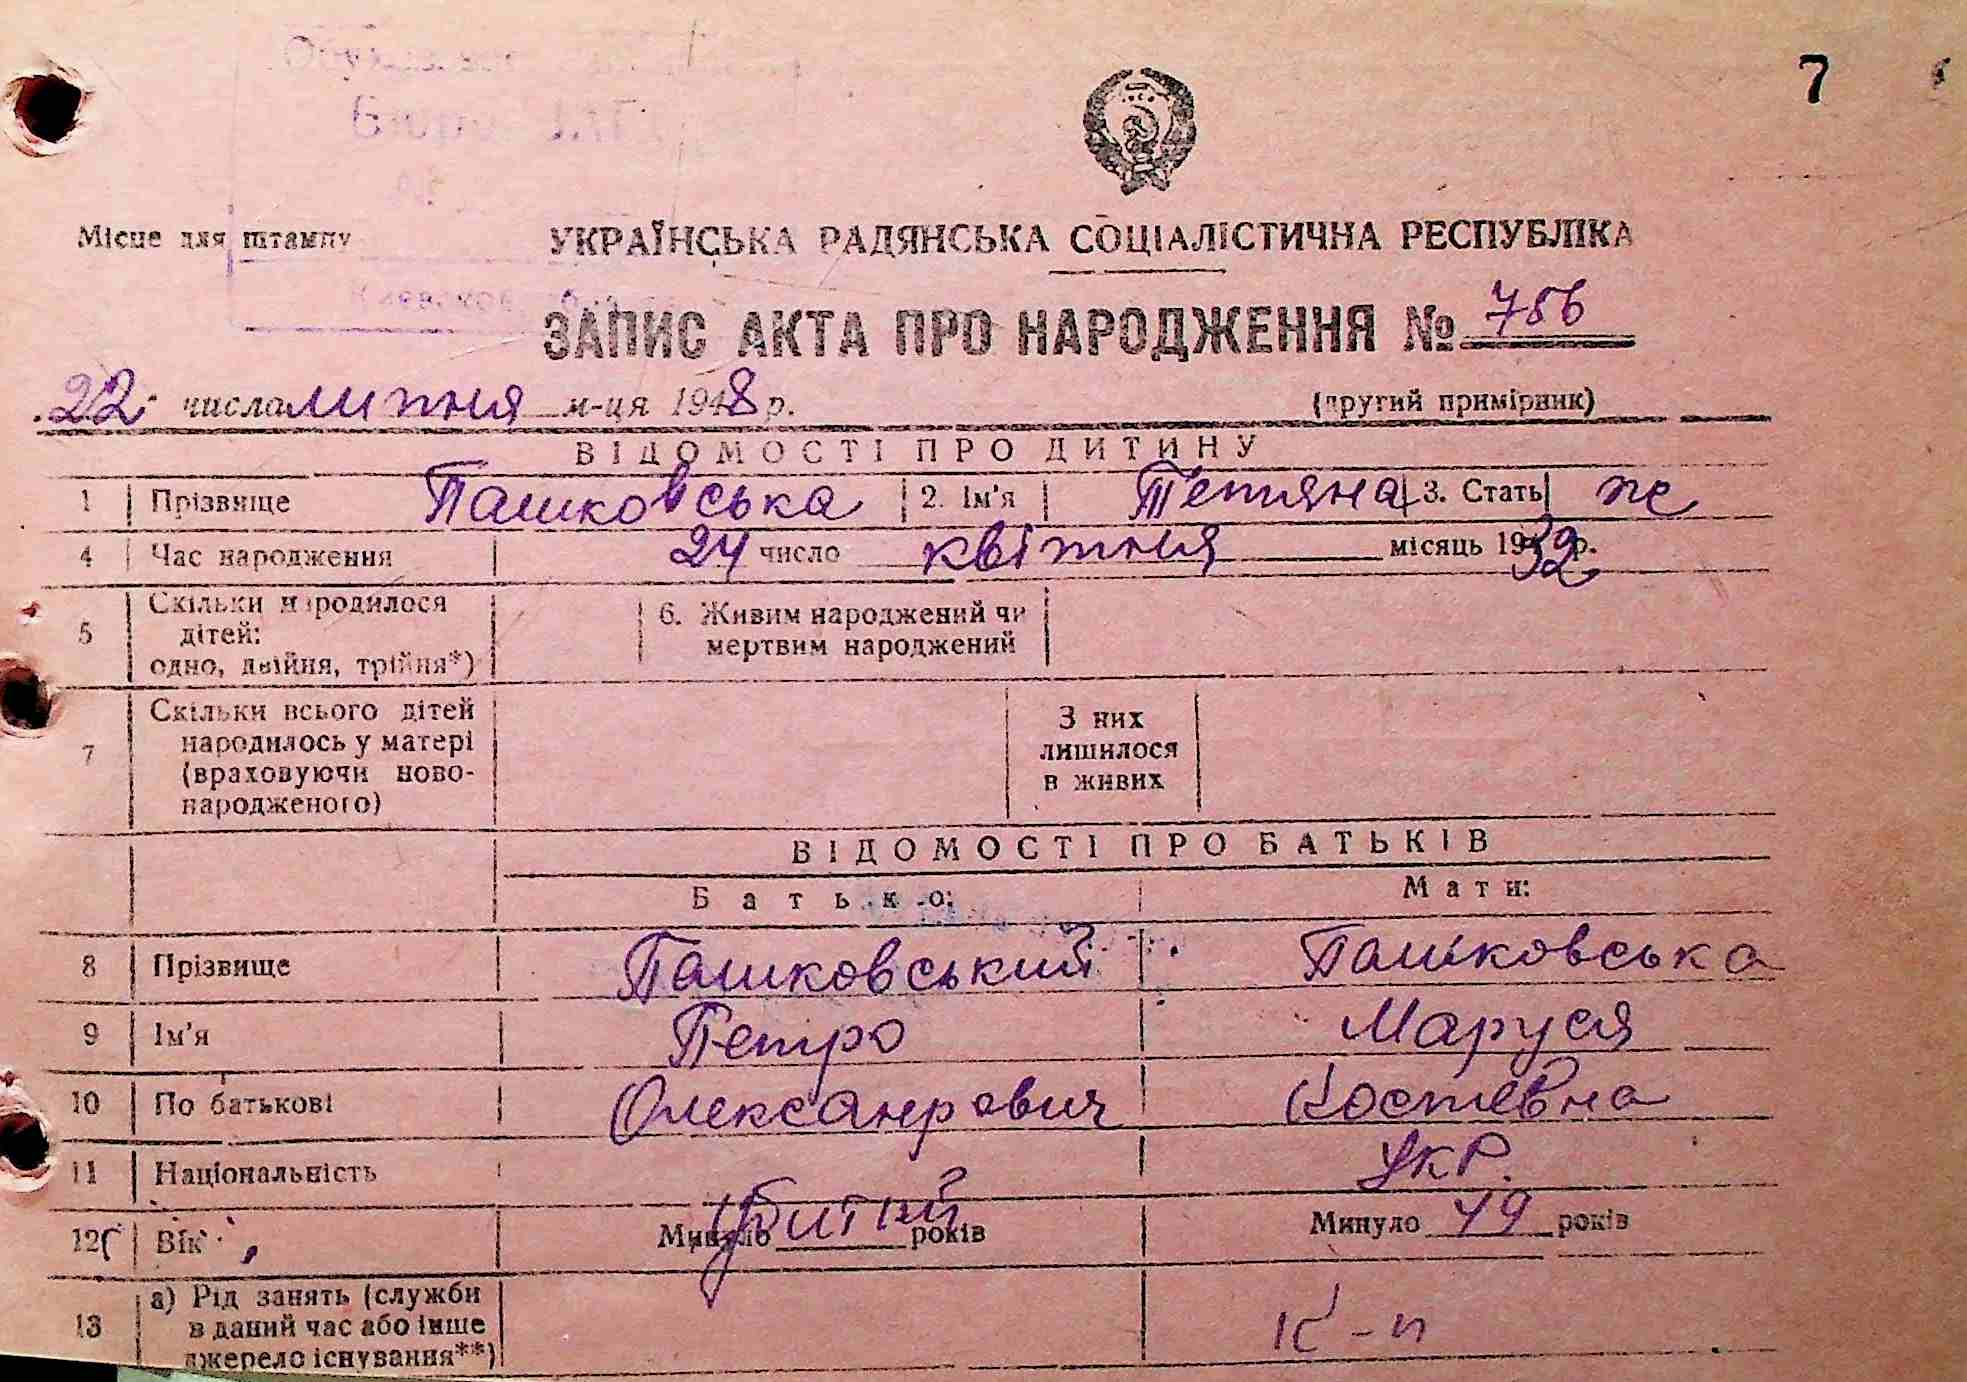 7
Місце для штампу
УКРАЇНСЬКА РАДЯНСЬКА СОЦІАЛІСТИЧНА РЕСПУБЛІКА
ЗАПИС АКТА ПРО НАРОДЖЕННЯ № 756
22 числа липня м-ця 1948 р. (другий примірник)
ВІДОМОСТІ ПРО ДИТИНУ
1 Прізвище Пашковська 2. Ім'я Тетяна 3. Стать ж
4 Час народження 24 число квітня місяць 1932 р.
5 Скільки народилося
дітей:
одно, двійня, трійня*)
6. Живим народжений чи
мертвим народжений
7 Скільки всього дітей
народилось у матері
(враховуючи ново-
народженого)
З них
лишилося
в живих
ВІДОМОСТІ ПРО БАТЬКІВ
Батько: Мати:
8 Прізвище Пашковський Пашковська
9 Ім'я Петро Маруся
10 По батькові Олександрович Костевна
11 Національність укр.
12 Вік Минуло убитий років Минуло 49 років
13 а) Рід занять (служби
в даний час або інше
джерело існування**)
К-п